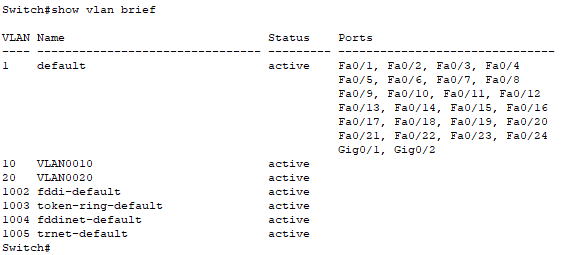 Switch#show vlan brief
VLAN Name                             Status    Ports
---- -------------------------------- --------- -------------------------------
1    default                          active    Fa0/1, Fa0/2, Fa0/3, Fa0/4
                                                Fa0/5, Fa0/6, Fa0/7, Fa0/8
                                                Fa0/9, Fa0/10, Fa0/11, Fa0/12
                                                Fa0/13, Fa0/14, Fa0/15, Fa0/16
                                                Fa0/17, Fa0/18, Fa0/19, Fa0/20
                                                Fa0/21, Fa0/22, Fa0/23, Fa0/24
                                                Gig0/1, Gig0/2
10   VLAN0010                         active
20   VLAN0020                         active
1002 fddi-default                     active
1003 token-ring-default               active
1004 fddinet-default                  active
1005 trnet-default                    active
Switch#